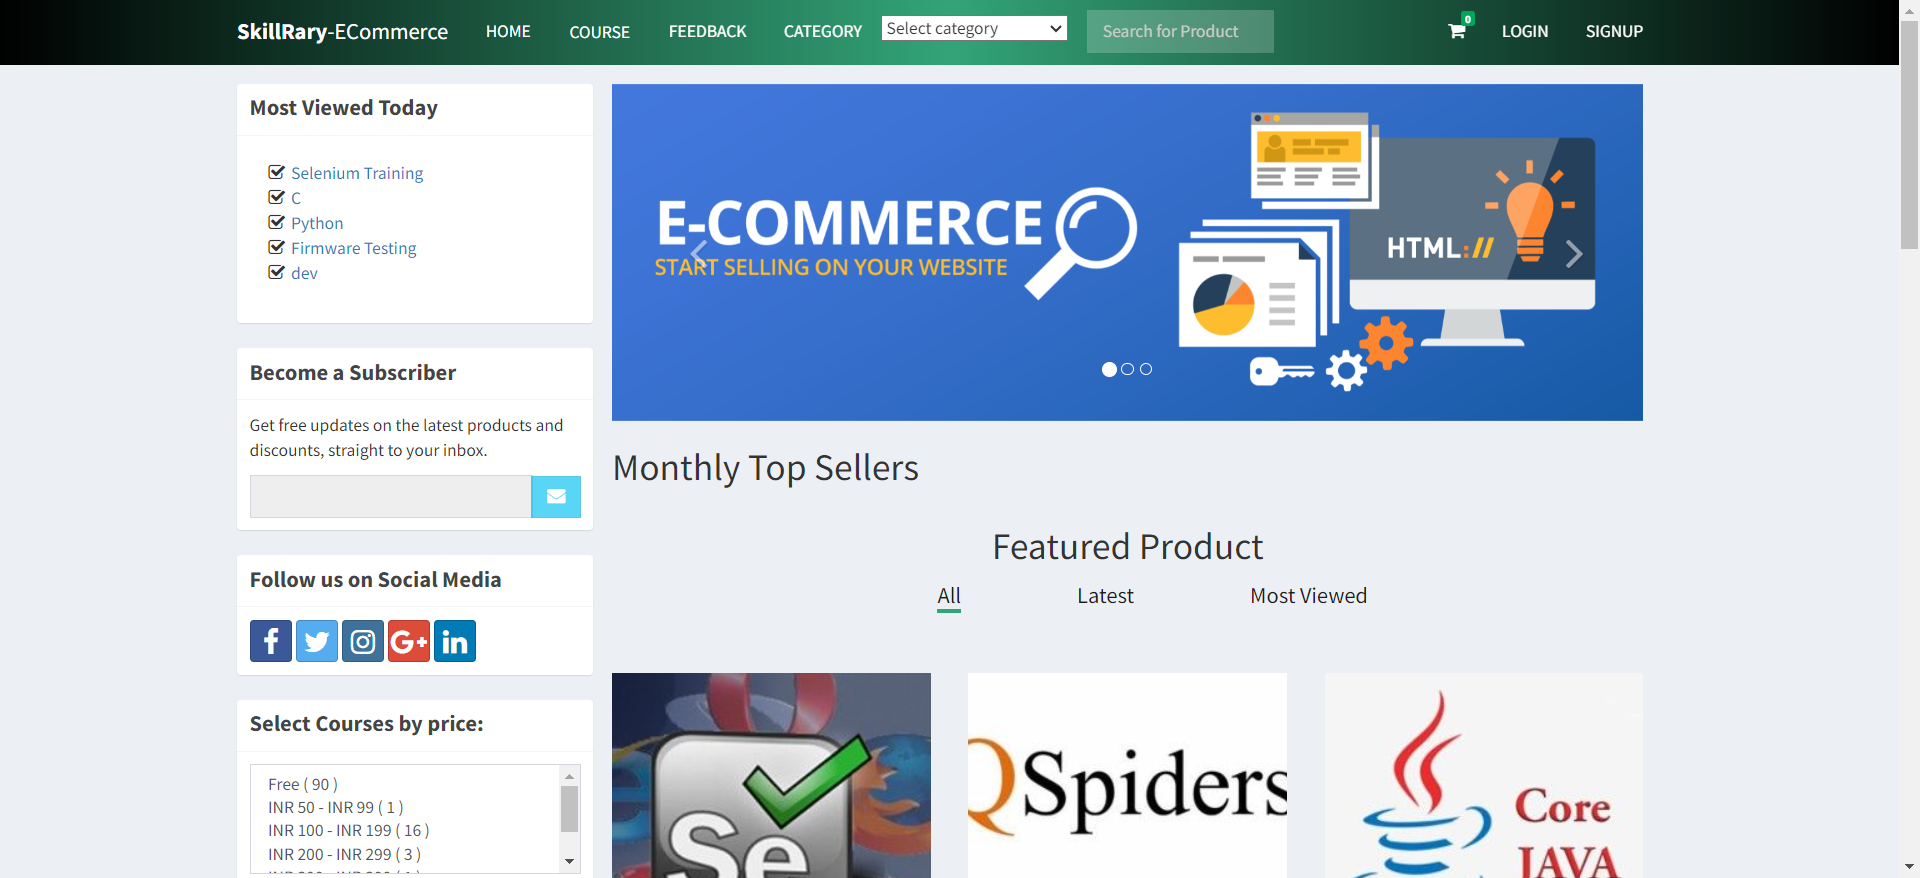 SkillRary-ECommerce HOME COURSE FEEDBACK CATEGORY Select category Search for Product 0 LOGIN SIGNUP
Most Viewed Today
Selenium Training
C
Python
Firmware Testing
dev
Become a Subscriber
Get free updates on the latest products and
discounts, straight to your inbox.
Follow us on Social Media
f G+ in
Select Courses by price:
Free ( 90 )
INR 50 - INR 99 ( 1 )
INR 100 - INR 199 ( 16 )
INR 200 - INR 299 ( 3 )
E-COMMERCE
START SELLING ON YOUR WEBSITE
HTML://
Monthly Top Sellers
Featured Product
All Latest Most Viewed
Se
QSpiders
Core
JAVA